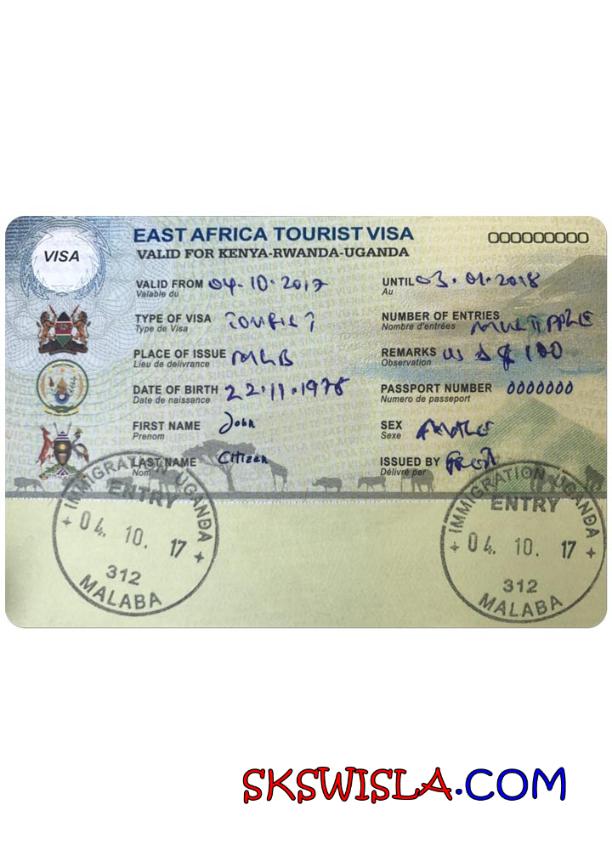 VISA
EAST AFRICA TOURIST VISA
OOOOOOOOOO
VALID FOR KENYA-RWANDA-UGANDA
VALID FROM 04.10.2017 UNTIL 03.01.2018
Valable du Au
TYPE OF VISA TOURIST NUMBER OF ENTRIES MULTIPLE
Type de Visa Nombre d'entrées
PLACE OF ISSUE MLB REMARKS US $ 100
Lieu de delivrance Observation
DATE OF BIRTH 22.11.1978 PASSPORT NUMBER 0000000
Date de naissance Numero de passeport
FIRST NAME John SEX MALE
Prenom Sexe
LAST NAME Citizen ISSUED BY
Nom Délivré par
IMMIGRATION UGANDA
ENTRY
04. 10. 17
312
MALABA
IMMIGRATION UGANDA
ENTRY
04. 10. 17
312
MALABA
SKSWISLA.COM